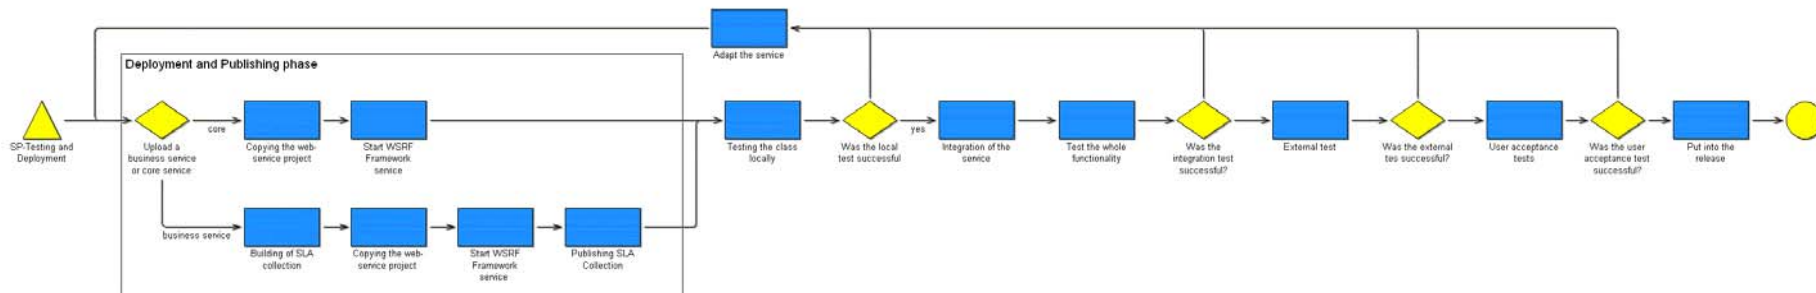 Adapt the service
Deployment and Publishing phase
SP-Testing and
Deployment
Upload a
business service
or core service
core
Copying the web-
service project
Start WSRF
Framework
service
Testing the class
locally
Was the local
test successful
yes
Integration of the
service
Test the whole
functionality
Was the
integration test
successful?
External test
Was the external
tes successful?
User acceptance
tests
Was the user
acceptance test
successful?
Put into the
release
business service
Building of SLA
collection
Copying the web-
service project
Start WSRF
Framework
service
Publishing SLA
Collection